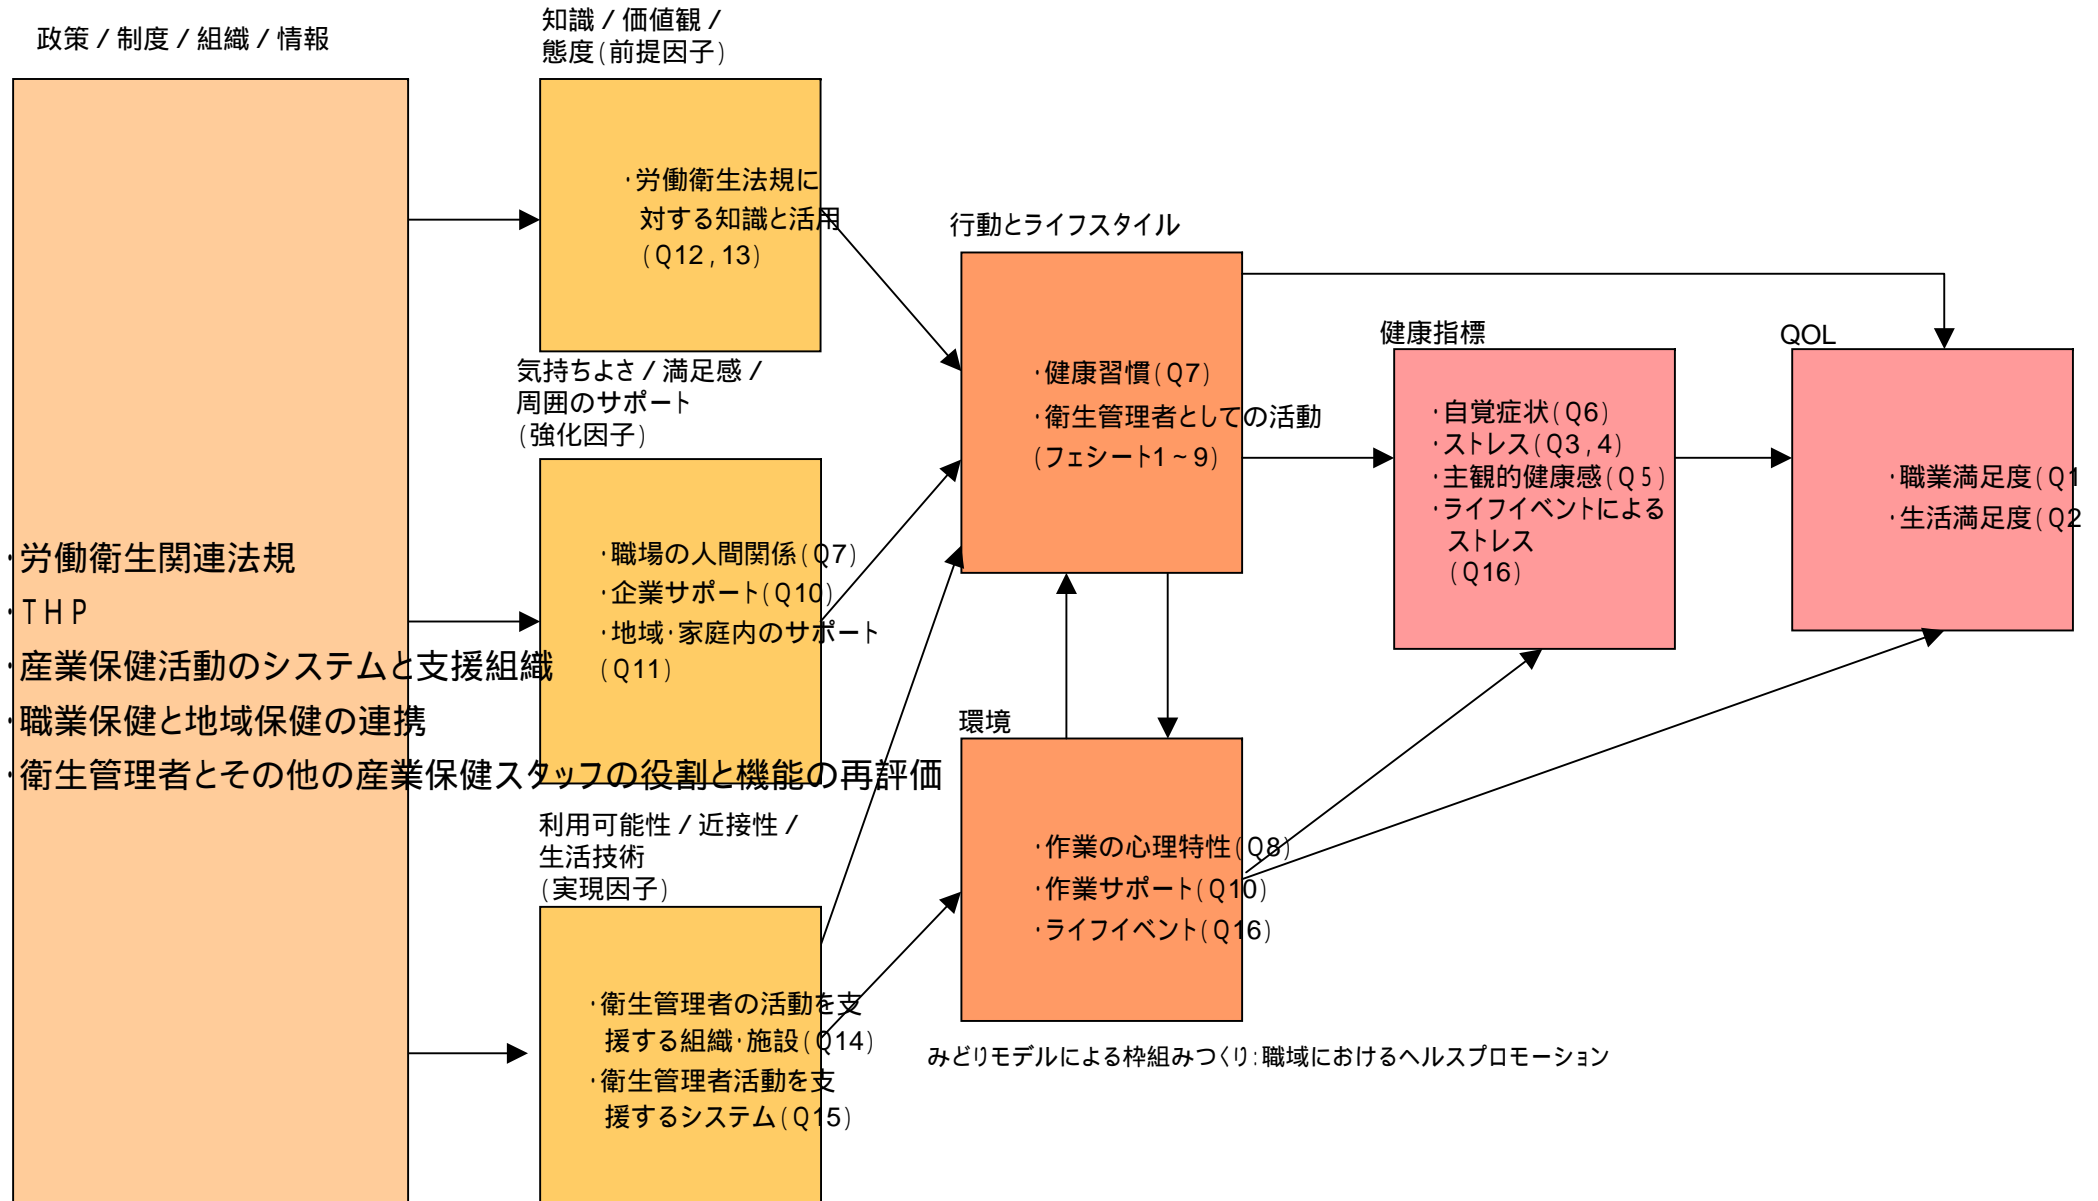 政策/制度/組織/情報
・労働衛生関連法規
・THP
・産業保健活動のシステムと支援組織
・職業保健と地域保健の連携
・衛生管理者とその他の産業保健スタッフの役割と機能の再評価
知識/価値観/
態度(前提因子)
・労働衛生法規に
対する知識と活用
(Q12,13)
気持ちよさ/満足感/
周囲のサポート
(強化因子)
・職場の人間関係(Q7)
・企業サポート(Q10)
・地域・家庭内のサポート
(Q11)
利用可能性/近接性/
生活技術
(実現因子)
・衛生管理者の活動を支
援する組織・施設(Q14)
・衛生管理者活動を支
援するシステム(Q15)
行動とライフスタイル
・健康習慣(Q7)
・衛生管理者としての活動
(フェシート1~9)
環境
・作業の心理特性(Q8)
・作業サポート(Q10)
・ライフイベント(Q16)
健康指標
・自覚症状(Q6)
・ストレス(Q3,4)
・主観的健康感(Q5)
・ライフイベントによる
ストレス
(Q16)
QOL
・職業満足度(Q1
・生活満足度(Q2
みどりモデルによる枠組みつくり:職域におけるヘルスプロモーション